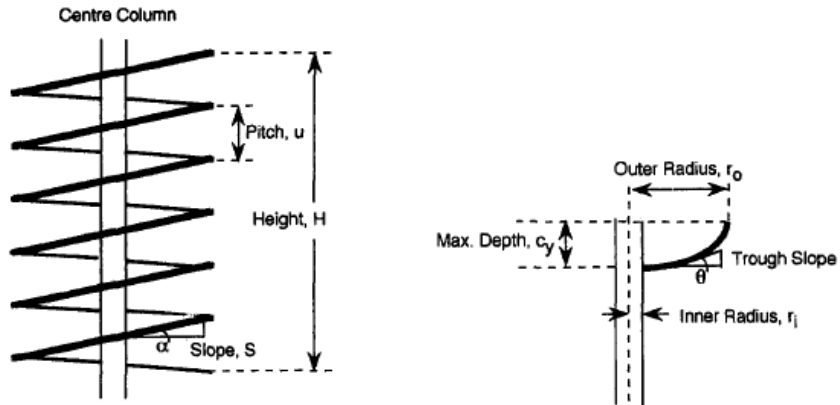 Centre Column
Pitch, u
Height, H
α
Slope, S
Outer Radius, r₀
Max. Depth, cᵧ
θ
Trough Slope
Inner Radius, rᵢ